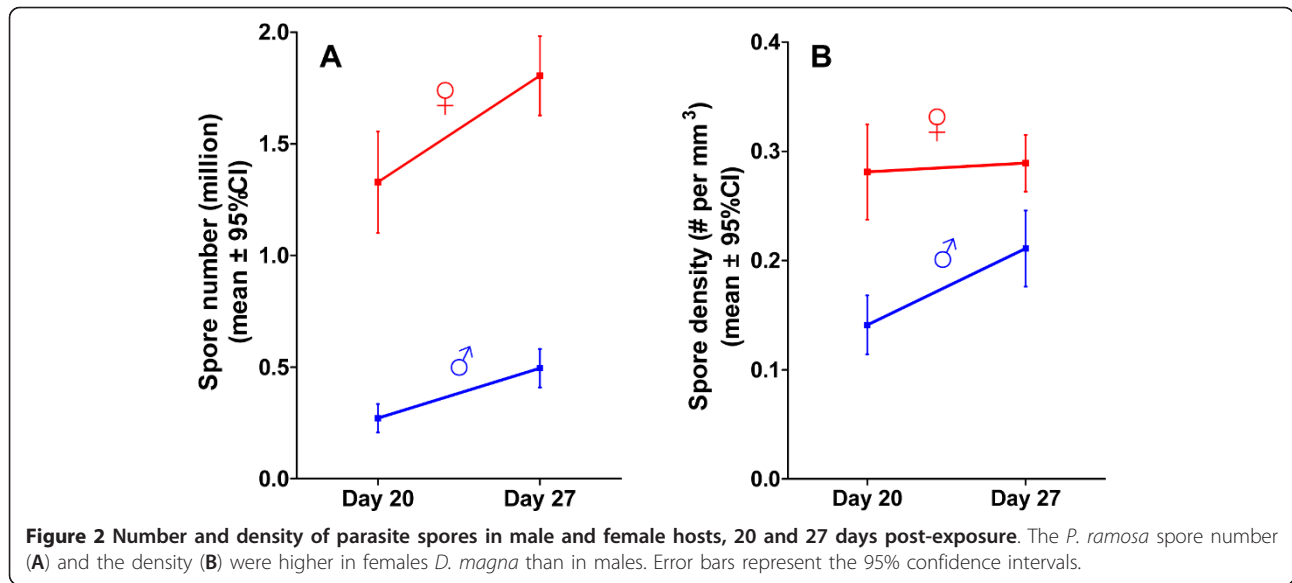 A
Spore number (million)
(mean ± 95%CI)
2.0
1.5
1.0
0.5
0.0
♀
♂
Day 20 Day 27
B
Spore density (# per mm³)
(mean ± 95%CI)
0.4
0.3
0.2
0.1
0.0
♀
♂
Day 20 Day 27
Figure 2 Number and density of parasite spores in male and female hosts, 20 and 27 days post-exposure. The P. ramosa spore number
(A) and the density (B) were higher in females D. magna than in males. Error bars represent the 95% confidence intervals.